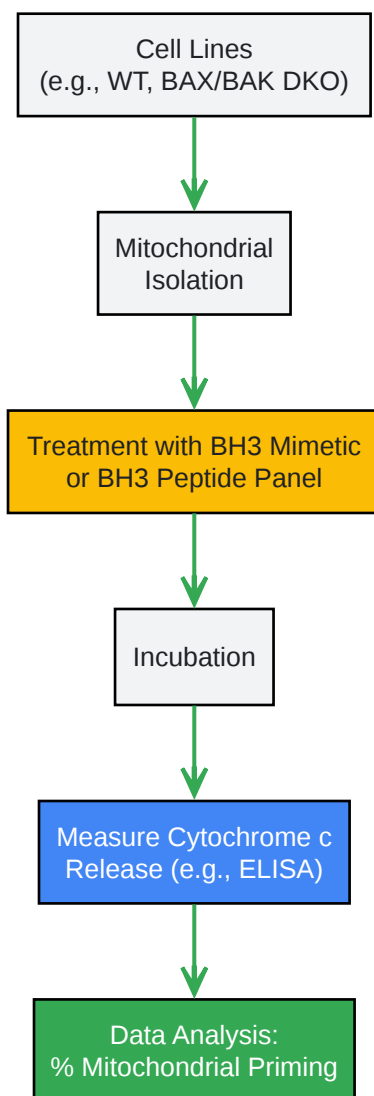 Cell Lines
(e.g., WT, BAX/BAK DKO)
Mitochondrial
Isolation
Treatment with BH3 Mimetic
or BH3 Peptide Panel
Incubation
Measure Cytochrome c
Release (e.g., ELISA)
Data Analysis:
% Mitochondrial Priming